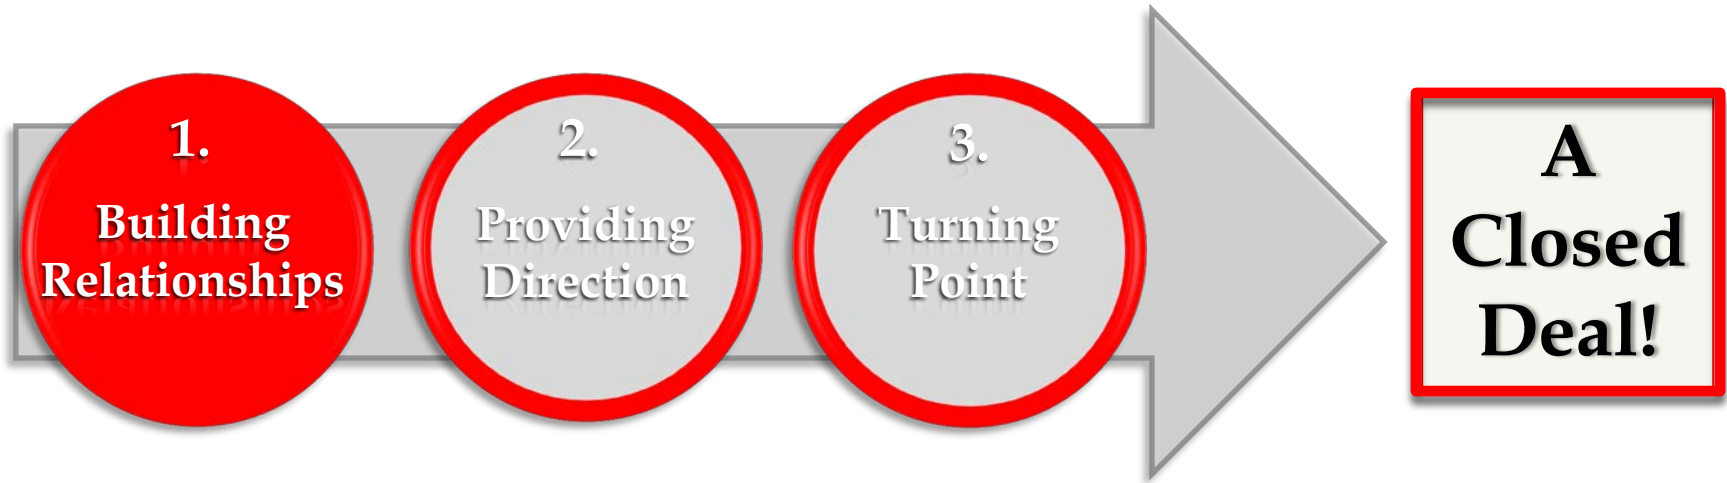 1.
Building
Relationships
2.
Providing
Direction
3.
Turning
Point
A
Closed
Deal!